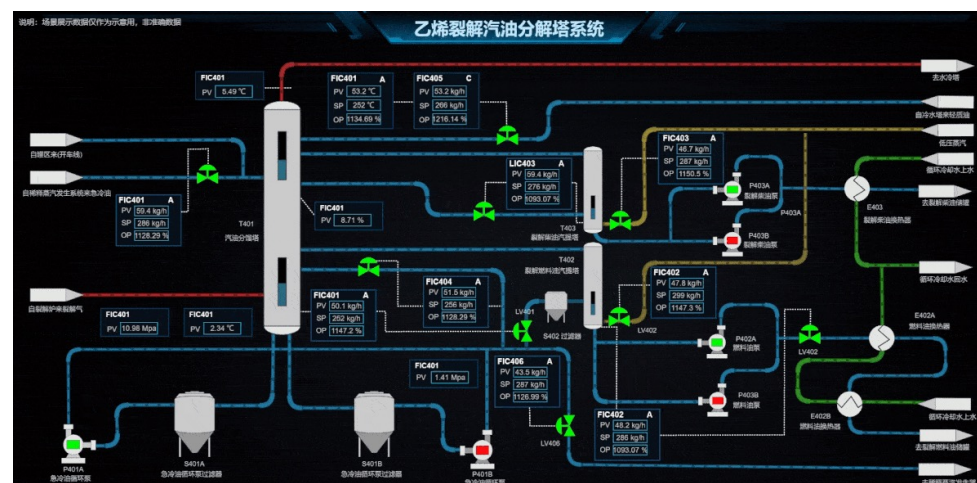 说明：场景展示数据仅作为示意用，非准确数据
乙烯裂解汽油分解塔系统
FIC401
PV 5.49 ℃
FIC401 A
PV 53.2 ℃
SP 252 ℃
OP 1134.69 %
FIC405 C
PV 53.2 kg/h
SP 266 kg/h
OP 1216.14 %
去水冷塔
自冷水塔来轻质油
低压蒸汽
循环冷却水上水
去裂解柴油储罐
循环冷却水回水
自罐区来(开车线)
自稀释蒸汽发生系统来急冷油
FIC401 A
PV 59.4 kg/h
SP 286 kg/h
OP 1128.29 %
T401
汽油分馏塔
FIC401
PV 8.71 %
LIC403 A
PV 59.4 kg/h
SP 276 kg/h
OP 1093.07 %
T403
裂解柴油汽提塔
FIC403 A
PV 46.7 kg/h
SP 287 kg/h
OP 1150.5 %
P403A
裂解柴油泵
P403A
P403B
裂解柴油泵
E403
裂解柴油换热器
T402
裂解燃料油汽提塔
FIC404 A
PV 51.5 kg/h
SP 256 kg/h
OP 1128.29 %
FIC402 A
PV 47.8 kg/h
SP 299 kg/h
OP 1147.3 %
自裂解炉来裂解气
FIC401
PV 10.98 Mpa
FIC401
PV 2.34 ℃
FIC401 A
PV 50.1 kg/h
SP 252 kg/h
OP 1147.2 %
LV401
S402 过滤器
LV402
P402A
燃料油泵
LV402
E402A
燃料油换热器
FIC401
PV 1.41 Mpa
FIC406 A
PV 43.5 kg/h
SP 287 kg/h
OP 1126.99 %
LV406
P403B
燃料油泵
FIC402 A
PV 48.2 kg/h
SP 286 kg/h
OP 1093.07 %
E402B
燃料油换热器
循环冷却水上水
去裂解燃料油储罐
P401A
急冷油循环泵
S401A
急冷油循环泵过滤器
S401B
急冷油循环泵过滤器
P401B
急冷油循环泵